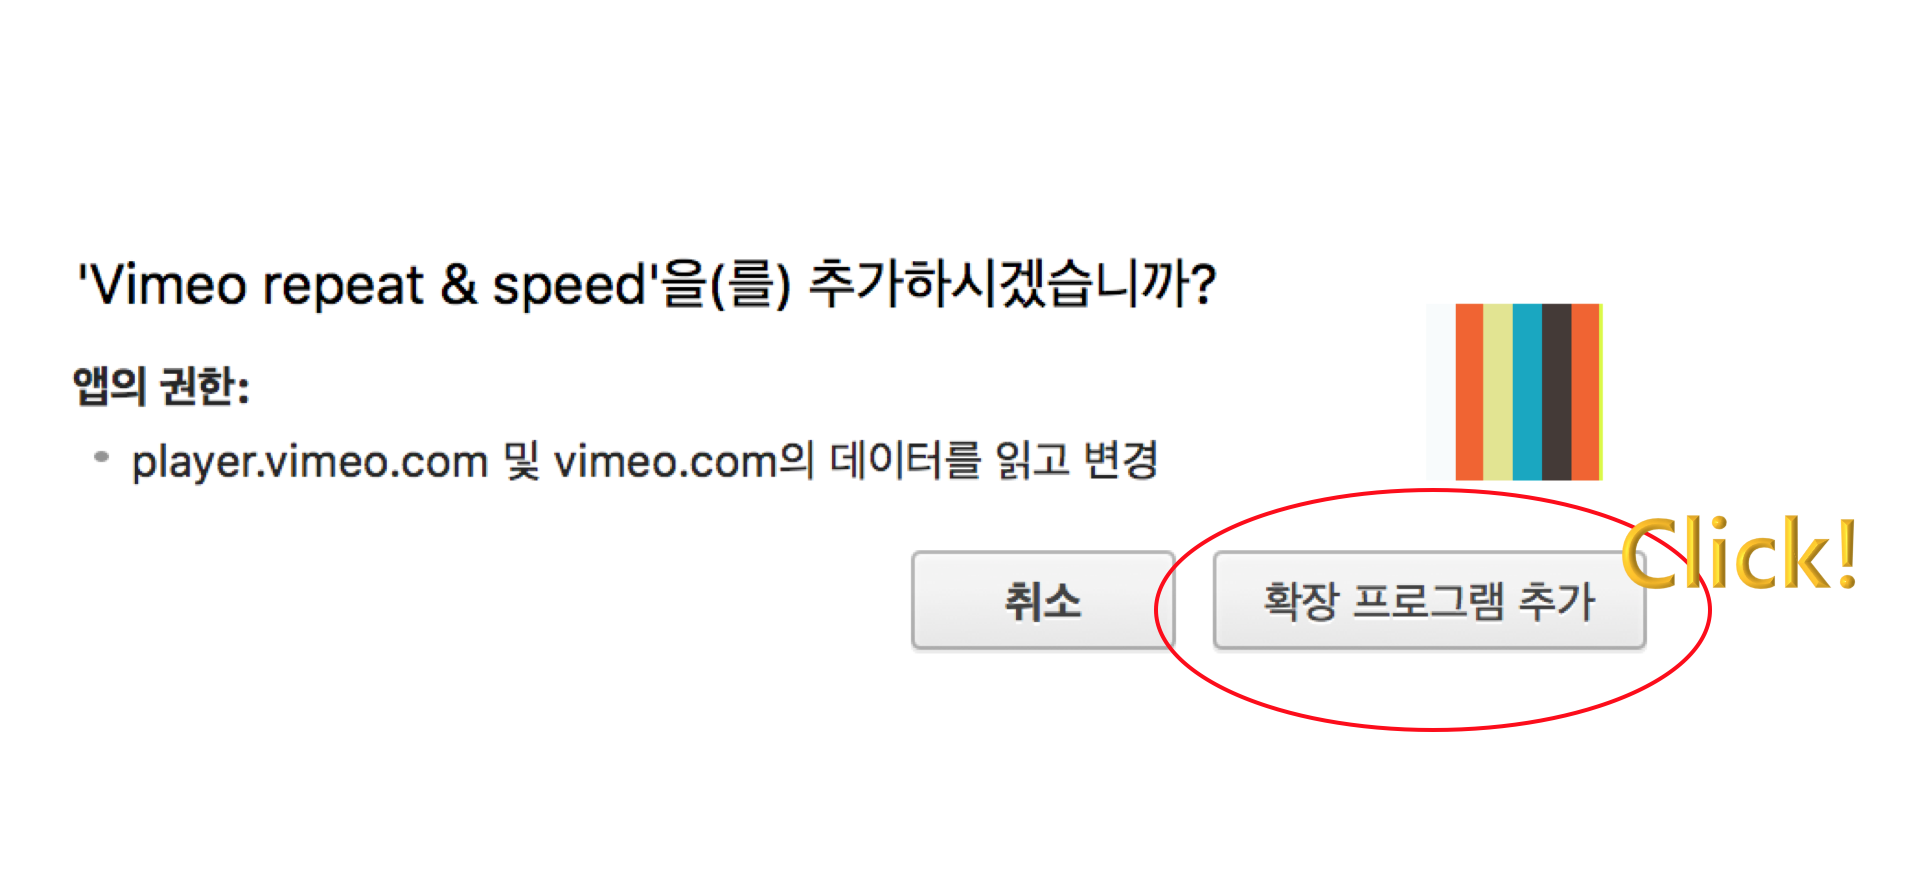 'Vimeo repeat & speed'을(를) 추가하시겠습니까?
앱의 권한:
• player.vimeo.com 및 vimeo.com의 데이터를 읽고 변경
Click!
취소
확장 프로그램 추가